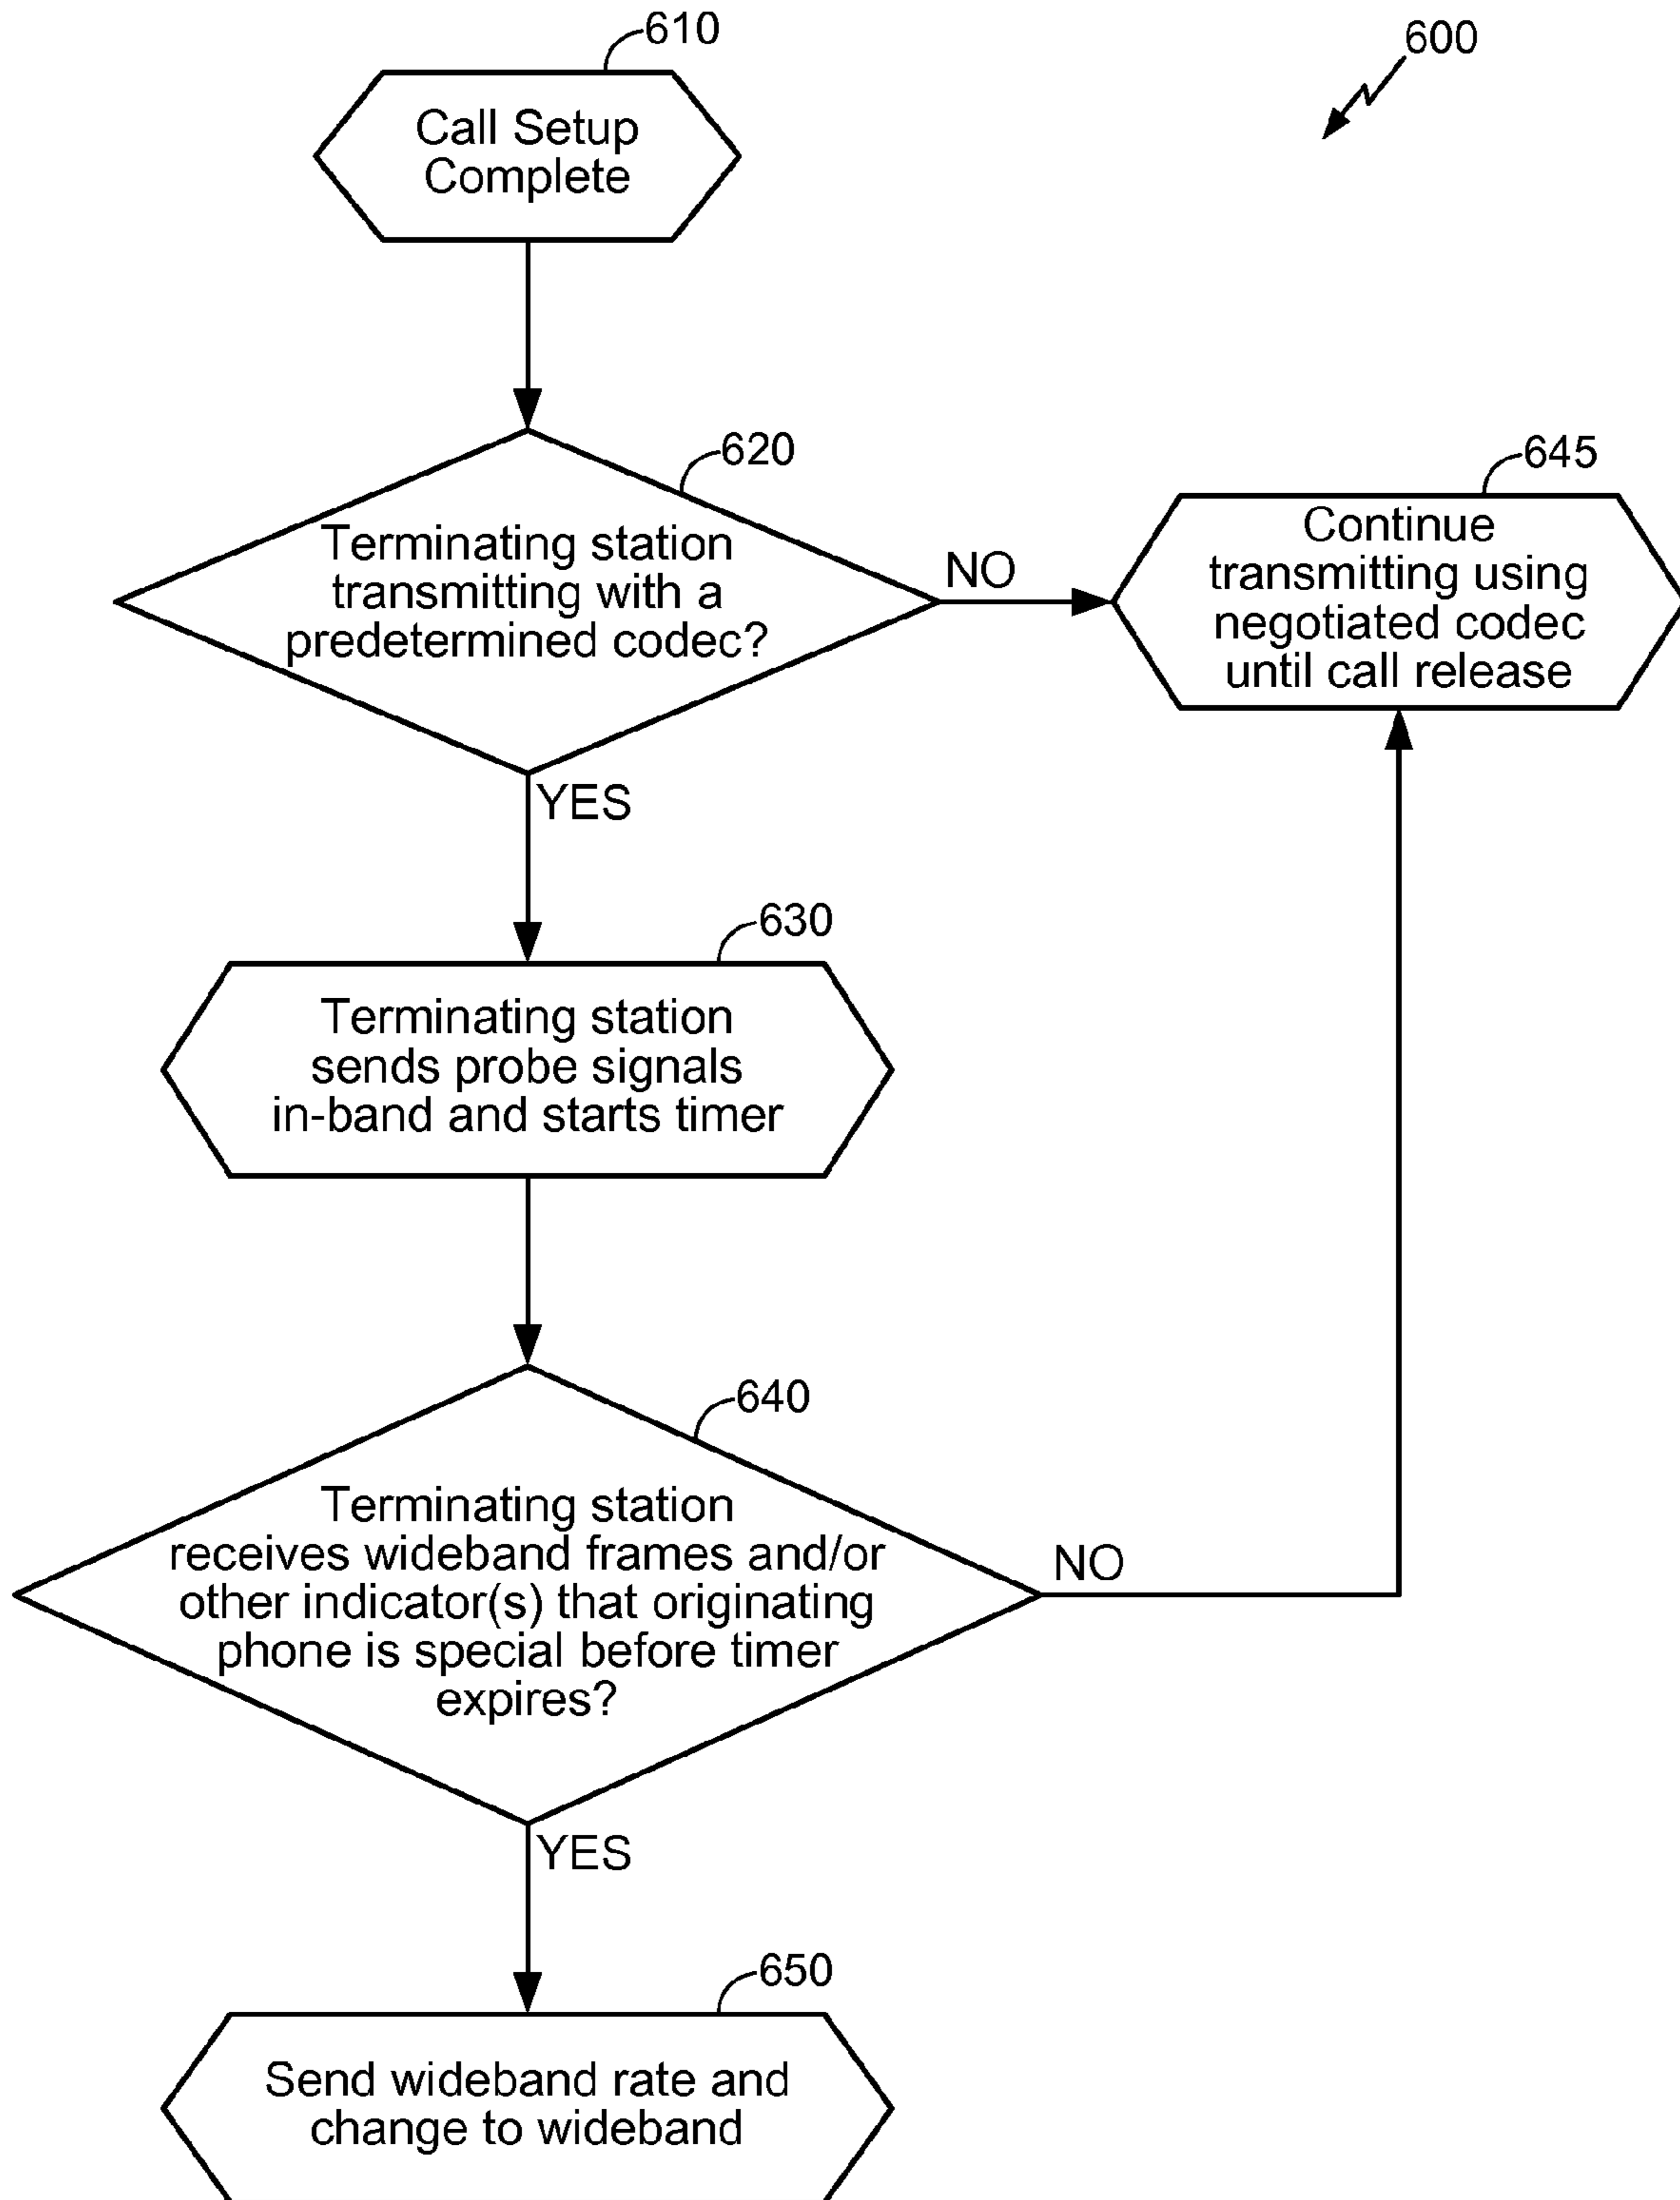 610
600
Call Setup
Complete
620
645
Terminating station
transmitting with a
predetermined codec?
NO
Continue
transmitting using
negotiated codec
until call release
YES
630
Terminating station
sends probe signals
in-band and starts timer
640
Terminating station
receives wideband frames and/or
other indicator(s) that originating
phone is special before timer
expires?
NO
YES
650
Send wideband rate and
change to wideband